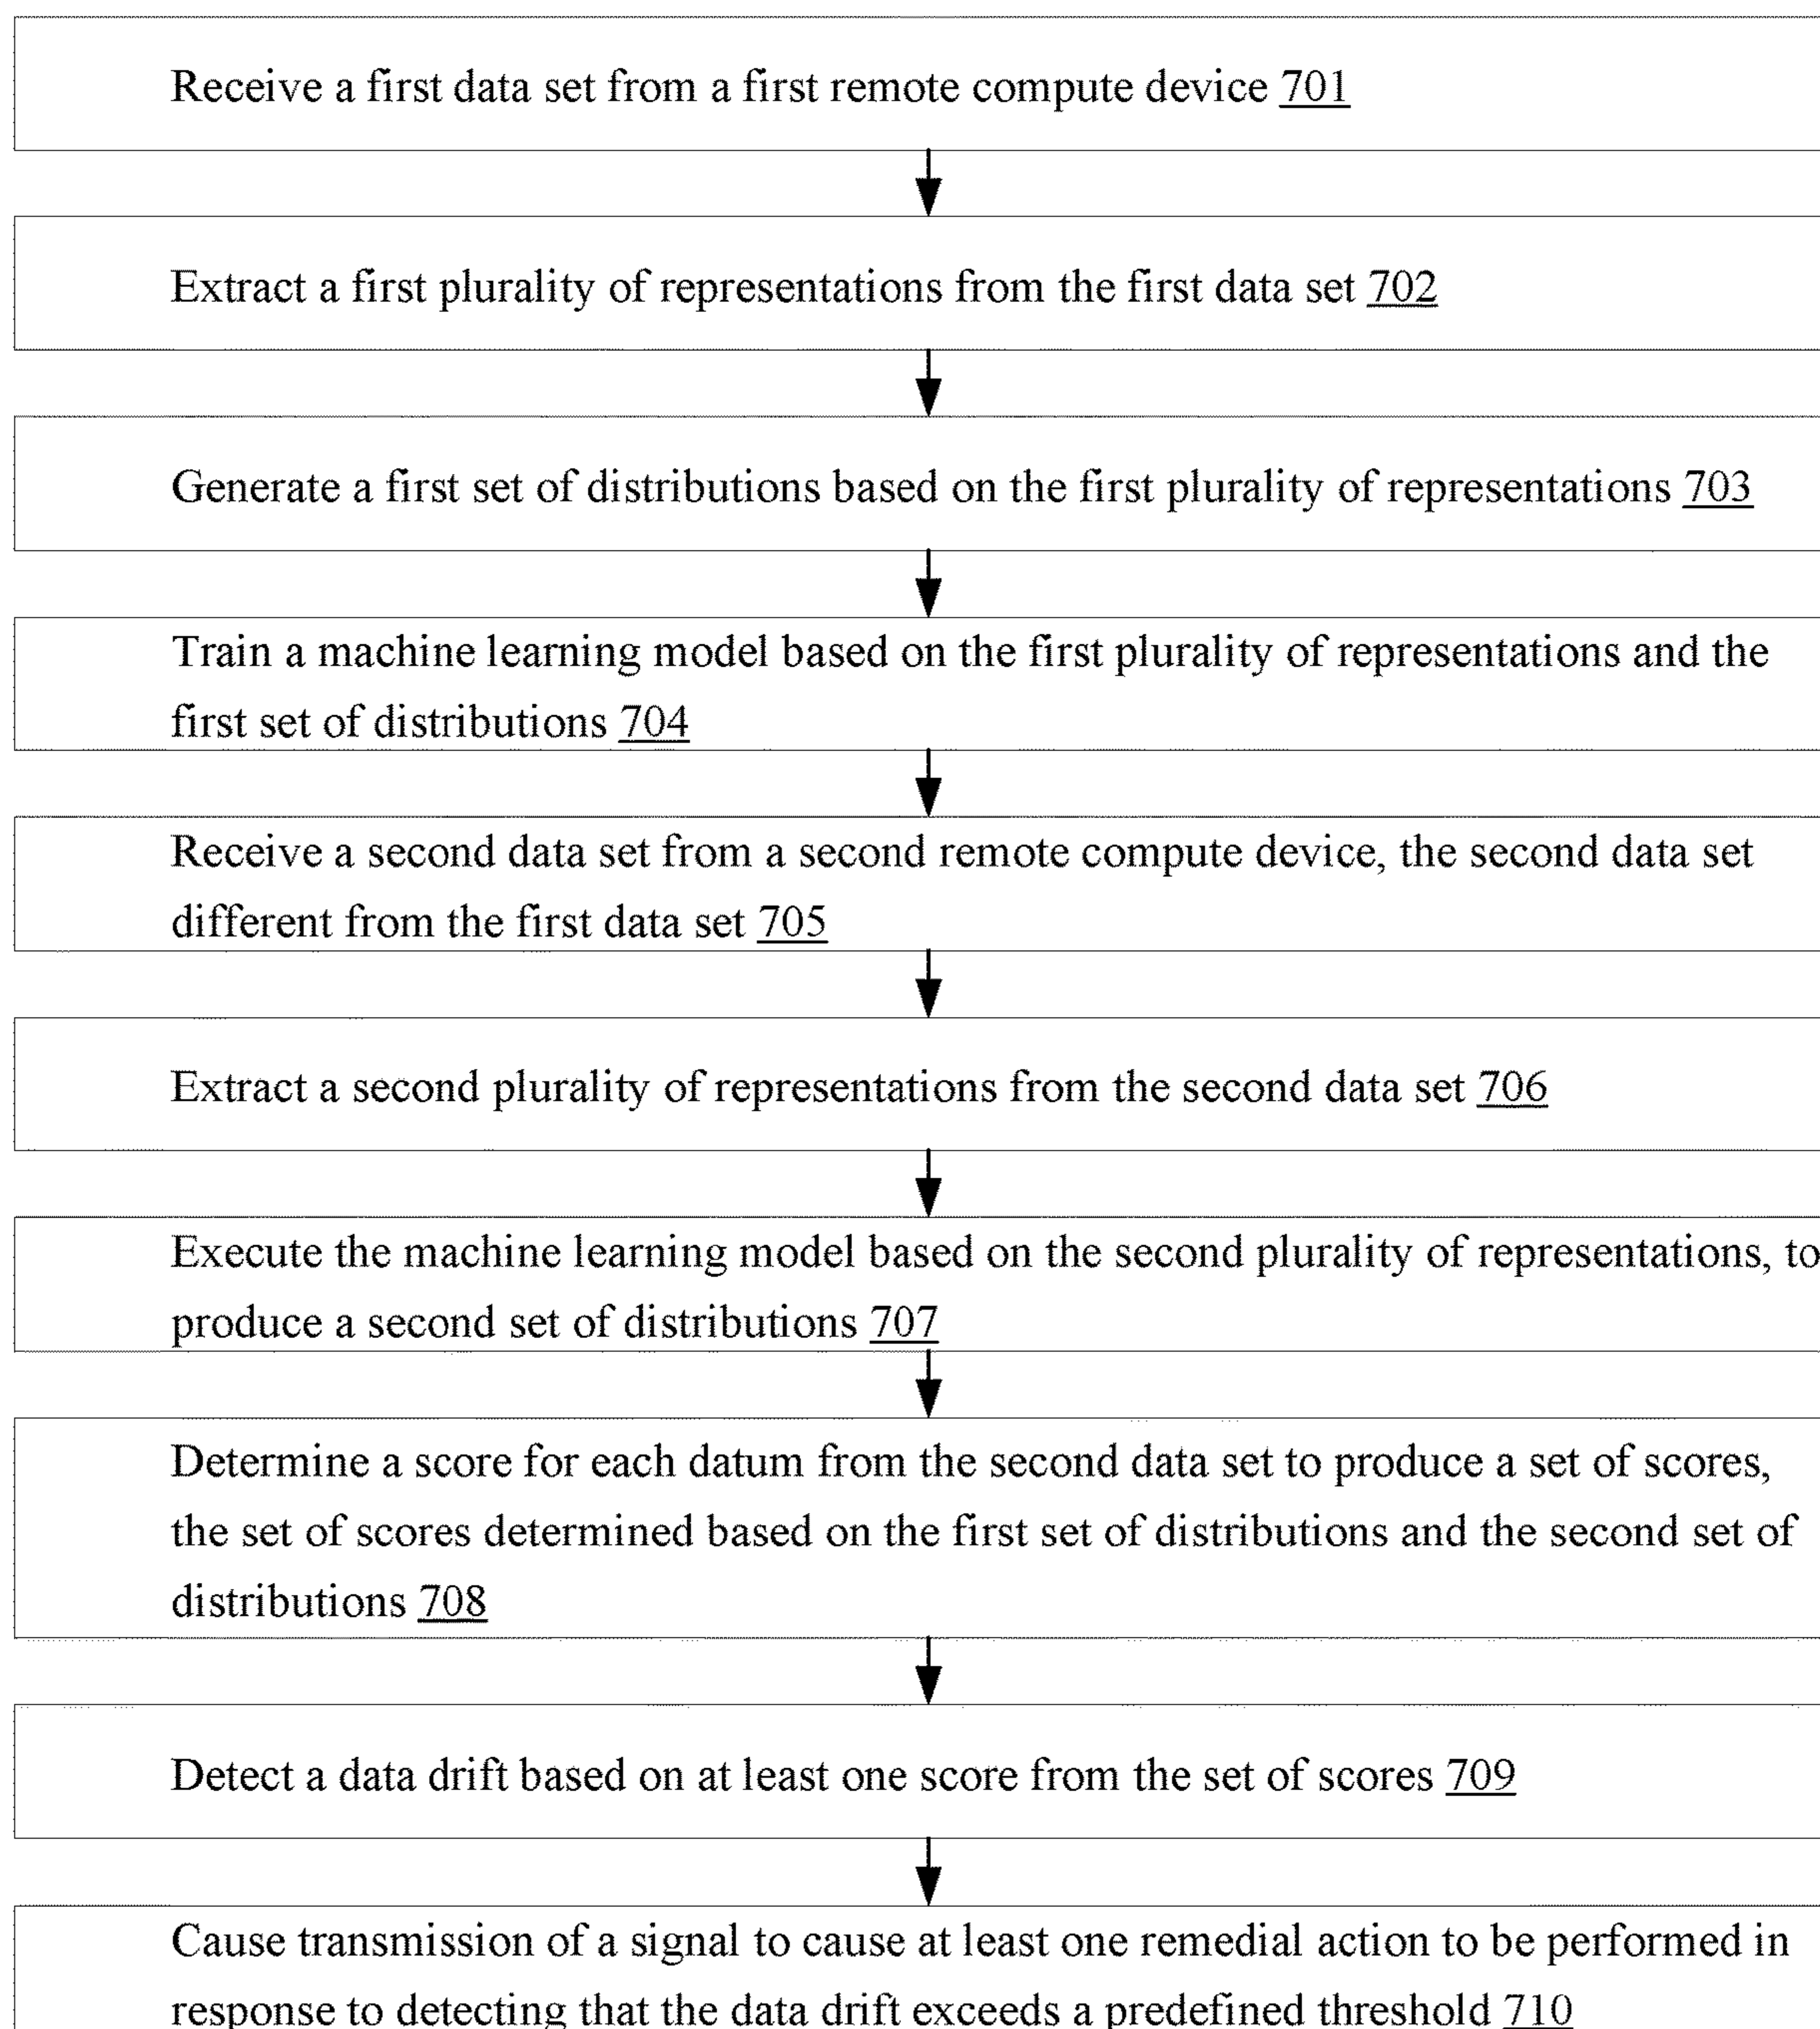 Receive a first data set from a first remote compute device 701
Extract a first plurality of representations from the first data set 702
Generate a first set of distributions based on the first plurality of representations 703
Train a machine learning model based on the first plurality of representations and the
first set of distributions 704
Receive a second data set from a second remote compute device, the second data set
different from the first data set 705
Extract a second plurality of representations from the second data set 706
Execute the machine learning model based on the second plurality of representations, to
produce a second set of distributions 707
Determine a score for each datum from the second data set to produce a set of scores,
the set of scores determined based on the first set of distributions and the second set of
distributions 708
Detect a data drift based on at least one score from the set of scores 709
Cause transmission of a signal to cause at least one remedial action to be performed in
response to detecting that the data drift exceeds a predefined threshold 710